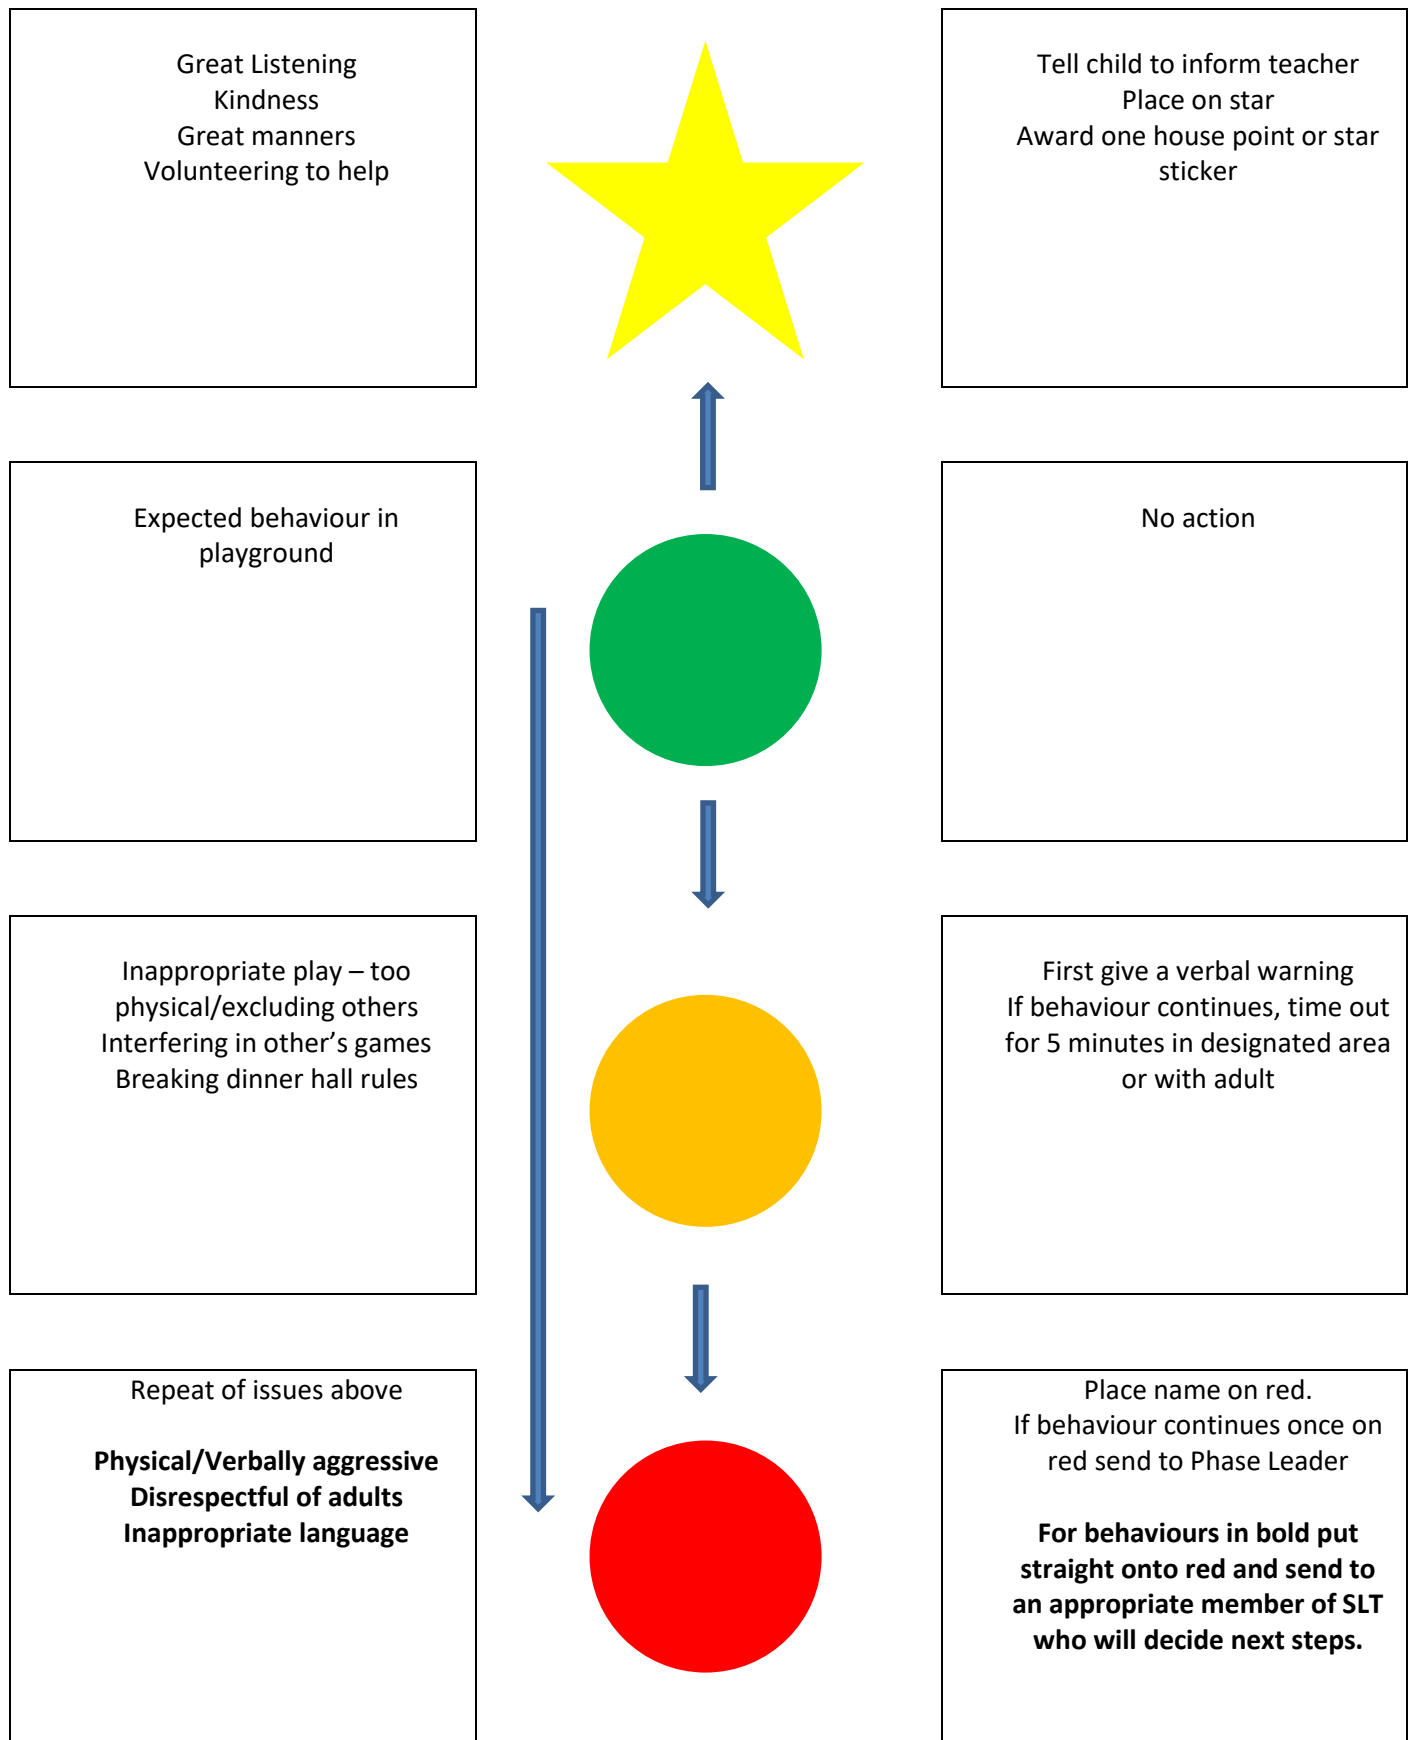 Great Listening
Kindness
Great manners
Volunteering to help
Tell child to inform teacher
Place on star
Award one house point or star
sticker
Expected behaviour in
playground
No action
Inappropriate play – too
physical/excluding others
Interfering in other’s games
Breaking dinner hall rules
First give a verbal warning
If behaviour continues, time out
for 5 minutes in designated area
or with adult
Repeat of issues above
Physical/Verbally aggressive
Disrespectful of adults
Inappropriate language
Place name on red.
If behaviour continues once on
red send to Phase Leader
For behaviours in bold put
straight onto red and send to
an appropriate member of SLT
who will decide next steps.